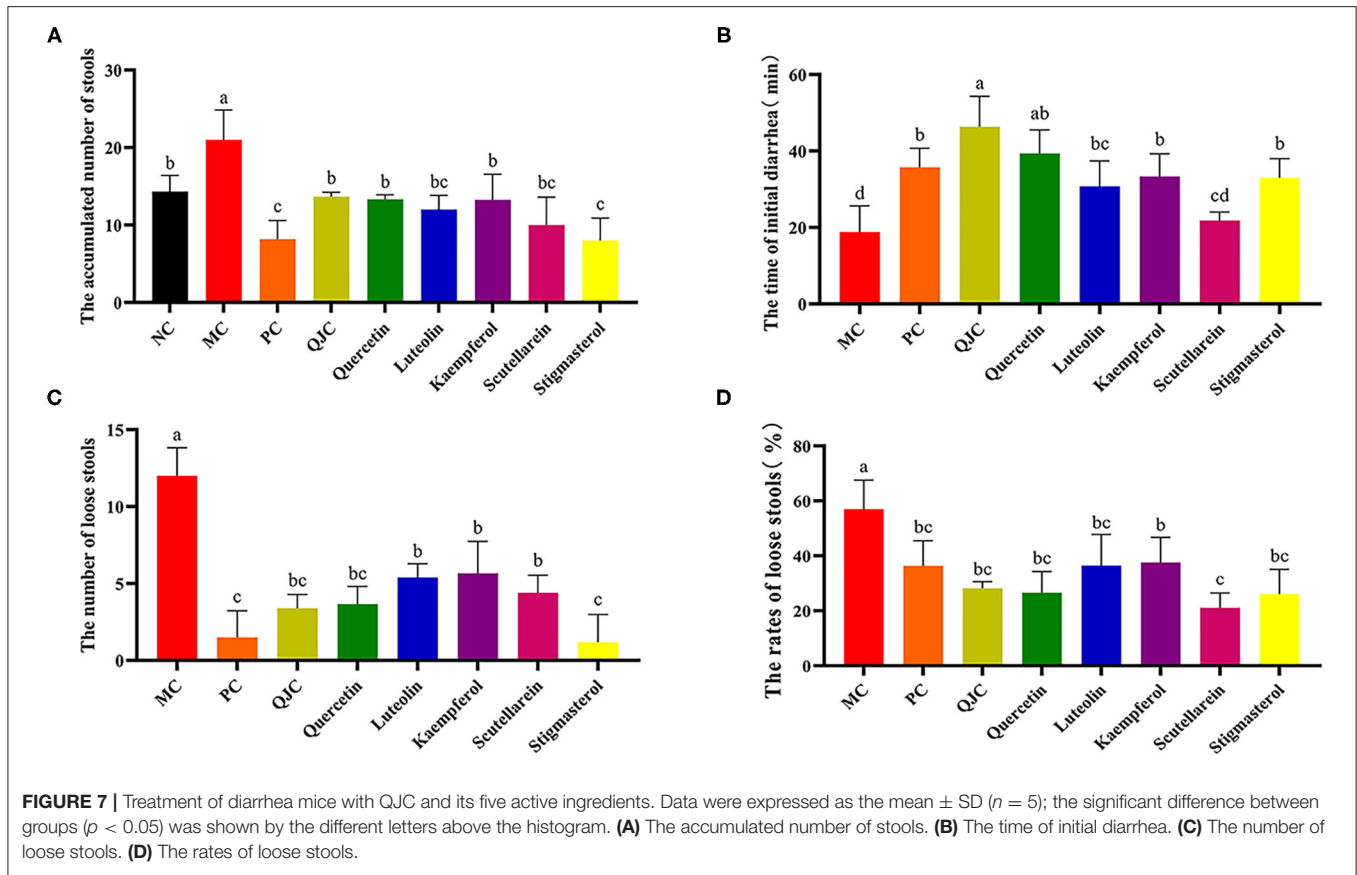 A
The accumulated number of stools
30
20
10
0
a
b
c
b
b
bc
b
bc
c
NC
MC
PC
QJC
Quercetin
Luteolin
Kaempferol
Scutellarein
Stigmasterol
B
The time of initial diarrhea( min)
60
40
20
0
d
b
a
ab
bc
b
cd
b
MC
PC
QJC
Quercetin
Luteolin
Kaempferol
Scutellarein
Stigmasterol
C
The number of loose stools
15
10
5
0
a
c
bc
bc
b
b
b
c
MC
PC
QJC
Quercetin
Luteolin
Kaempferol
Scutellarein
Stigmasterol
D
The rates of loose stools( %)
80
60
40
20
0
a
bc
bc
bc
bc
b
c
bc
MC
PC
QJC
Quercetin
Luteolin
Kaempferol
Scutellarein
Stigmasterol
FIGURE 7 | Treatment of diarrhea mice with QJC and its five active ingredients. Data were expressed as the mean ± SD (n = 5); the significant difference between
groups (p < 0.05) was shown by the different letters above the histogram. (A) The accumulated number of stools. (B) The time of initial diarrhea. (C) The number of
loose stools. (D) The rates of loose stools.